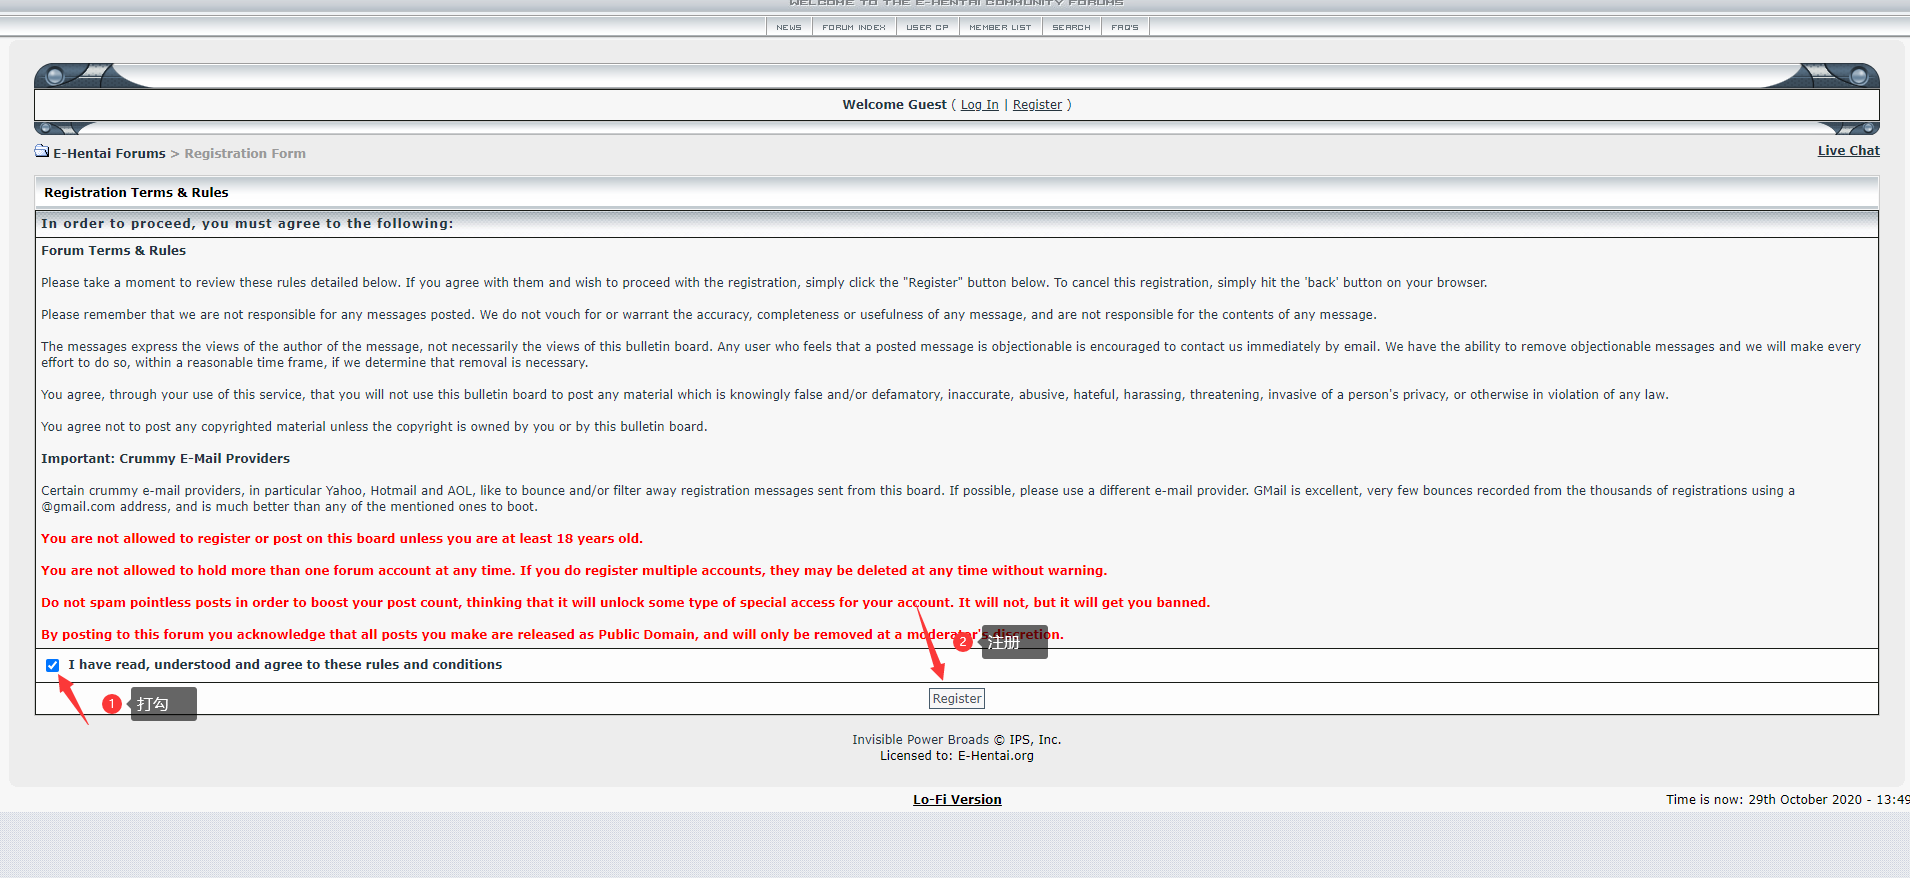 WELCOME TO THE E-HENTAI COMMUNITY FORUMS
NEWS FORUM INDEX USER CP MEMBER LIST SEARCH FAQ'S
Welcome Guest ( Log In | Register )
E-Hentai Forums > Registration Form
Live Chat
Registration Terms & Rules
In order to proceed, you must agree to the following:
Forum Terms & Rules
Please take a moment to review these rules detailed below. If you agree with them and wish to proceed with the registration, simply click the "Register" button below. To cancel this registration, simply hit the 'back' button on your browser.
Please remember that we are not responsible for any messages posted. We do not vouch for or warrant the accuracy, completeness or usefulness of any message, and are not responsible for the contents of any message.
The messages express the views of the author of the message, not necessarily the views of this bulletin board. Any user who feels that a posted message is objectionable is encouraged to contact us immediately by email. We have the ability to remove objectionable messages and we will make every
effort to do so, within a reasonable time frame, if we determine that removal is necessary.
You agree, through your use of this service, that you will not use this bulletin board to post any material which is knowingly false and/or defamatory, inaccurate, abusive, hateful, harassing, threatening, invasive of a person's privacy, or otherwise in violation of any law.
You agree not to post any copyrighted material unless the copyright is owned by you or by this bulletin board.
Important: Crummy E-Mail Providers
Certain crummy e-mail providers, in particular Yahoo, Hotmail and AOL, like to bounce and/or filter away registration messages sent from this board. If possible, please use a different e-mail provider. GMail is excellent, very few bounces recorded from the thousands of registrations using a
@gmail.com address, and is much better than any of the mentioned ones to boot.
You are not allowed to register or post on this board unless you are at least 18 years old.
You are not allowed to hold more than one forum account at any time. If you do register multiple accounts, they may be deleted at any time without warning.
Do not spam pointless posts in order to boost your post count, thinking that it will unlock some type of special access for your account. It will not, but it will get you banned.
By posting to this forum you acknowledge that all posts you make are released as Public Domain, and will only be removed at a moderator's discretion.
2 注册
I have read, understood and agree to these rules and conditions
1 打勾
Register
Invisible Power Broads © IPS, Inc.
Licensed to: E-Hentai.org
Lo-Fi Version
Time is now: 29th October 2020 - 13:49